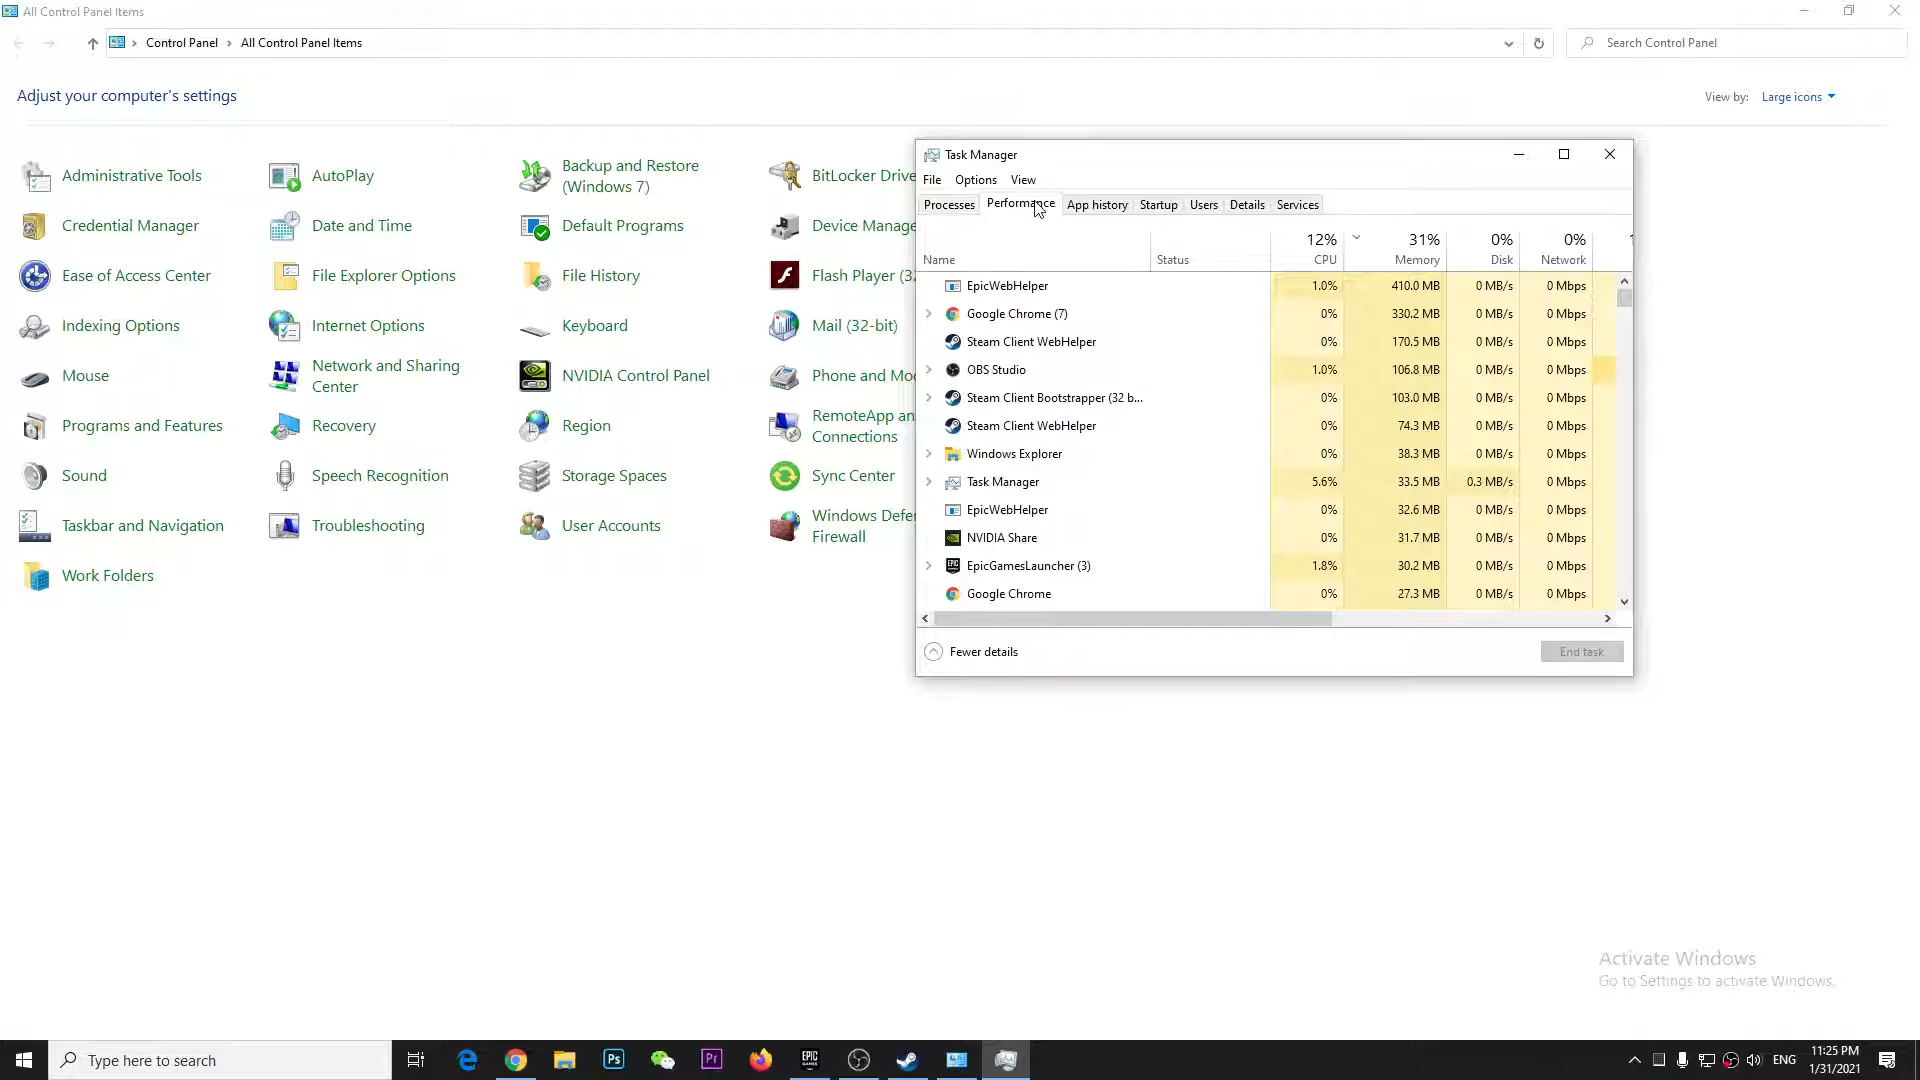 All Control Panel Items
Control Panel > All Control Panel Items
Search Control Panel
Adjust your computer's settings
View by: Large icons
Administrative Tools
AutoPlay
Backup and Restore
(Windows 7)
BitLocker Drive
Credential Manager
Date and Time
Default Programs
Device Manage
Ease of Access Center
File Explorer Options
File History
Flash Player (32
Indexing Options
Internet Options
Keyboard
Mail (32-bit)
Mouse
Network and Sharing
Center
NVIDIA Control Panel
Phone and Mo
Programs and Features
Recovery
Region
RemoteApp an
Connections
Sound
Speech Recognition
Storage Spaces
Sync Center
Taskbar and Navigation
Troubleshooting
User Accounts
Windows Defe
Firewall
Work Folders
Task Manager
File Options View
Processes Performance App history Startup Users Details Services
12% 31% 0% 0%
Name Status CPU Memory Disk Network
EpicWebHelper 1.0% 410.0 MB 0 MB/s 0 Mbps
Google Chrome (7) 0% 330.2 MB 0 MB/s 0 Mbps
Steam Client WebHelper 0% 170.5 MB 0 MB/s 0 Mbps
OBS Studio 1.0% 106.8 MB 0 MB/s 0 Mbps
Steam Client Bootstrapper (32 b... 0% 103.0 MB 0 MB/s 0 Mbps
Steam Client WebHelper 0% 74.3 MB 0 MB/s 0 Mbps
Windows Explorer 0% 38.3 MB 0 MB/s 0 Mbps
Task Manager 5.6% 33.5 MB 0.3 MB/s 0 Mbps
EpicWebHelper 0% 32.6 MB 0 MB/s 0 Mbps
NVIDIA Share 0% 31.7 MB 0 MB/s 0 Mbps
EpicGamesLauncher (3) 1.8% 30.2 MB 0 MB/s 0 Mbps
Google Chrome 0% 27.3 MB 0 MB/s 0 Mbps
Fewer details
End task
Activate Windows
Go to Settings to activate Windows.
Type here to search
Ps
Pr
EPIC
GAMES
ENG
11:25 PM
1/31/2021